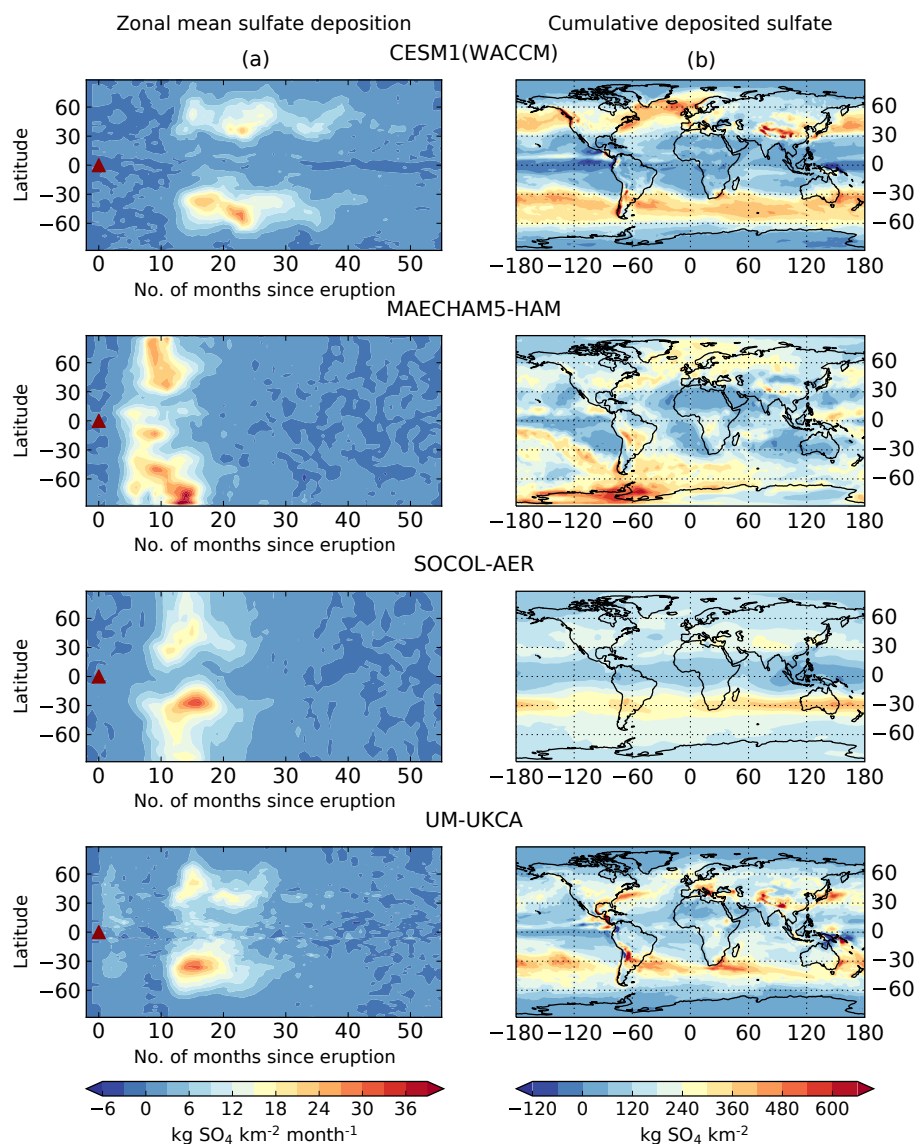 Zonal mean sulfate deposition Cumulative deposited sulfate
(a) (b)
CESM1(WACCM)
Latitude
60
30
0
−30
−60
0 10 20 30 40 50
No. of months since eruption
60
30
0
−30
−60
−180 −120 −60 0 60 120 180
MAECHAM5-HAM
Latitude
60
30
0
−30
−60
0 10 20 30 40 50
No. of months since eruption
60
30
0
−30
−60
−180 −120 −60 0 60 120 180
SOCOL-AER
Latitude
60
30
0
−30
−60
0 10 20 30 40 50
No. of months since eruption
60
30
0
−30
−60
−180 −120 −60 0 60 120 180
UM-UKCA
Latitude
60
30
0
−30
−60
0 10 20 30 40 50
No. of months since eruption
60
30
0
−30
−60
−180 −120 −60 0 60 120 180
−6 0 6 12 18 24 30 36
kg SO₄ km⁻² month⁻¹
−120 0 120 240 360 480 600
kg SO₄ km⁻²